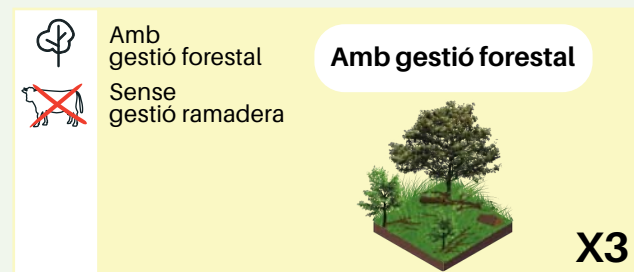 Amb
gestió forestal
Sense
gestió ramadera
Amb gestió forestal
X3